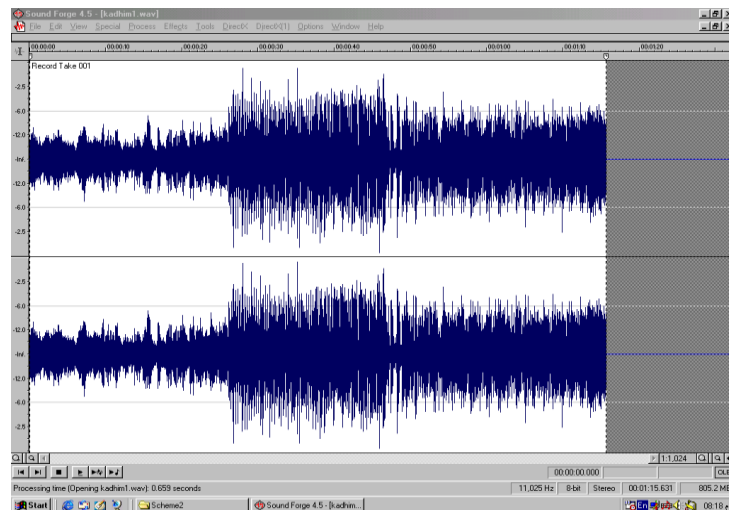 Sound Forge 4.5 - [kadhim1.wav]
File Edit View Special Process Effects Tools DirectX DjrectX[1] Options Window Help
00:00:00 ,00:00:10 ,00:00:20 ,00:00:30 ,00:00:40 ,00:00:50 ,00:01:00 ,00:01:10 ,00:01:20
Record Take 001
-2.5
-6.0
-12.0
-Inf.
-12.0
-6.0
-2.5
-2.5
-6.0
-12.0
-Inf.
-12.0
-6.0
-2.5
1:1,024
00:00:00.000
Processing time (Opening kadhim1.wav): 0.659 seconds 11,025 Hz 8-bit Stereo 00:01:15.631 805.2 M
Start Scheme2 Sound Forge 4.5 - [kadhim... En 08:18